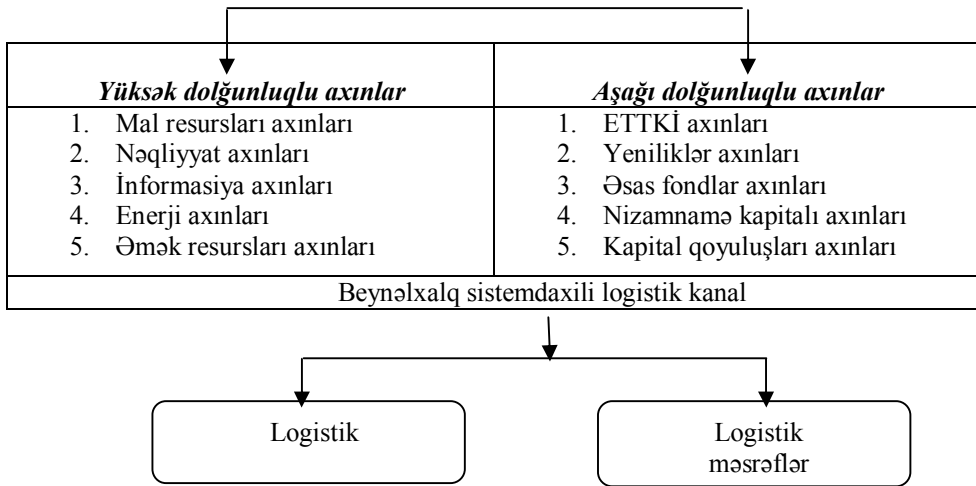 Yüksək dolğunluqlu axınlar
1. Mal resursları axınları
2. Nəqliyyat axınları
3. İnformasiya axınları
4. Enerji axınları
5. Əmək resursları axınları
Aşağı dolğunluqlu axınlar
1. ETTKİ axınları
2. Yeniliklər axınları
3. Əsas fondlar axınları
4. Nizamnamə kapitalı axınları
5. Kapital qoyuluşları axınları
Beynəlxalq sistemdaxili logistik kanal
Logistik
Logistik
məsrəflər